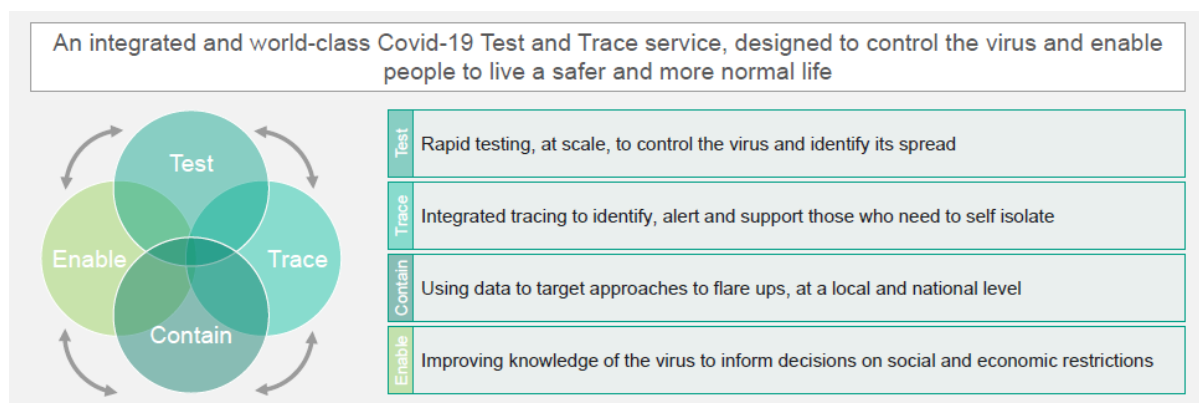 An integrated and world-class Covid-19 Test and Trace service, designed to control the virus and enable
people to live a safer and more normal life
Test
Enable
Trace
Contain
Test
Rapid testing, at scale, to control the virus and identify its spread
Trace
Integrated tracing to identify, alert and support those who need to self isolate
Contain
Using data to target approaches to flare ups, at a local and national level
Enable
Improving knowledge of the virus to inform decisions on social and economic restrictions